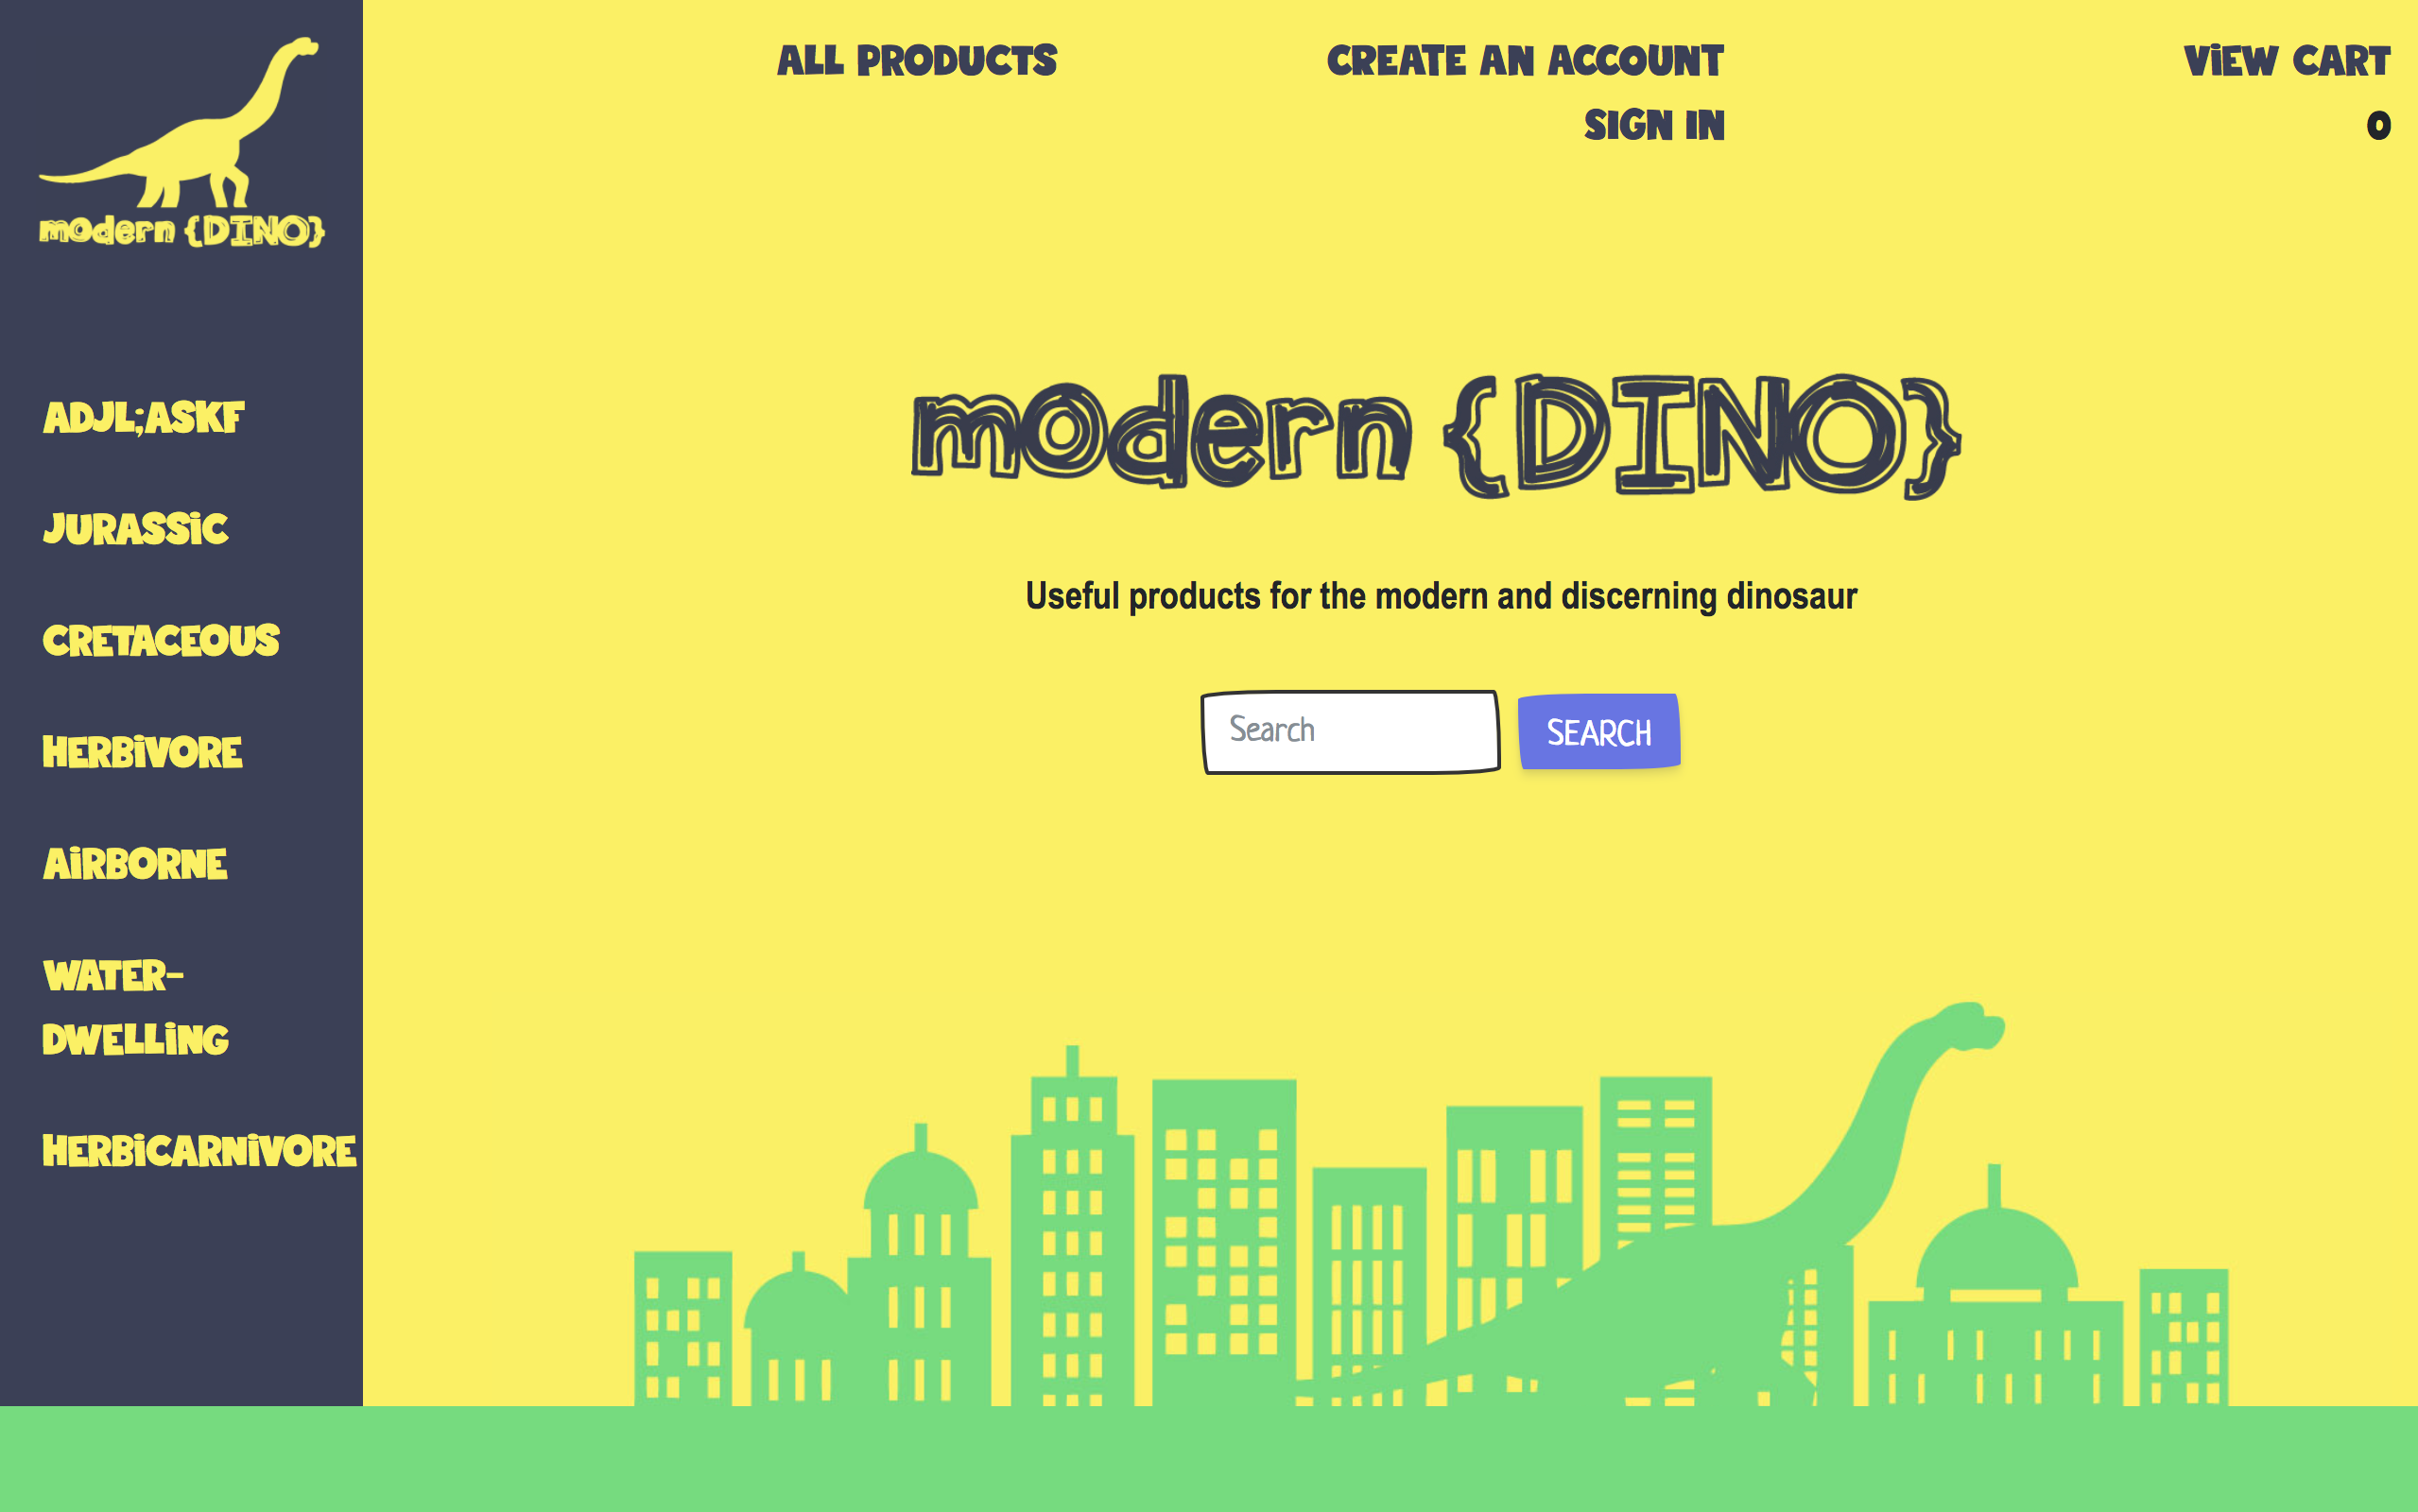 modern {DINO}
ADJL;ASKF
JURASSIC
CRETACEOUS
HERBIVORE
AIRBORNE
WATER-
DWELLING
HERBICARNIVORE
ALL PRODUCTS
CREATE AN ACCOUNT
SIGN IN
VIEW CART
0
modern {DINO}
Useful products for the modern and discerning dinosaur
Search
SEARCH